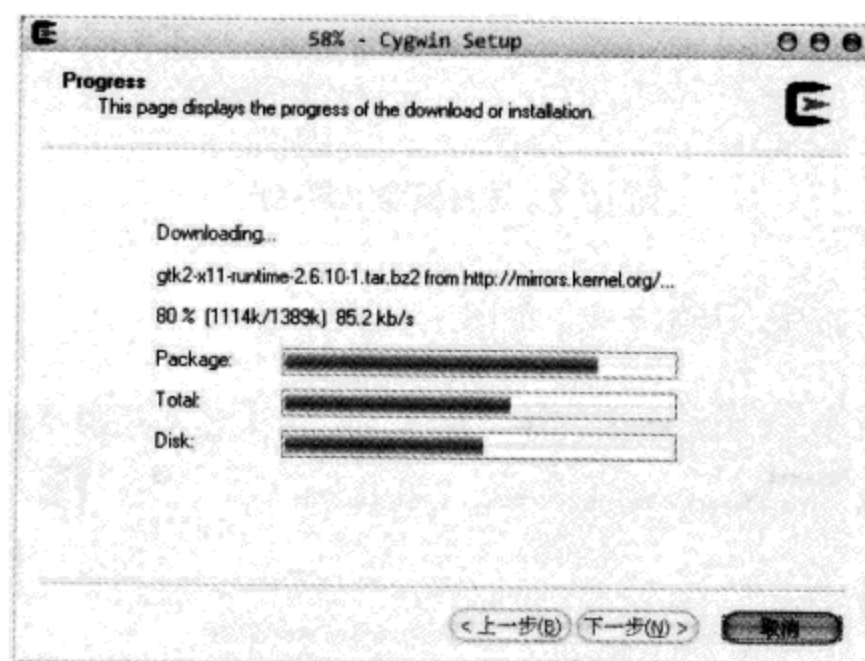 58% - Cygwin Setup
Progress
This page displays the progress of the download or installation.
Downloading...
gtk2-x11-runtime-2.6.10-1.tar.bz2 from http://mirrors.kernel.org/...
80 % (1114k/1389k) 85.2 kb/s
Package:
Total:
Disk:
< 上一步(B) 下一步(N) > 取消